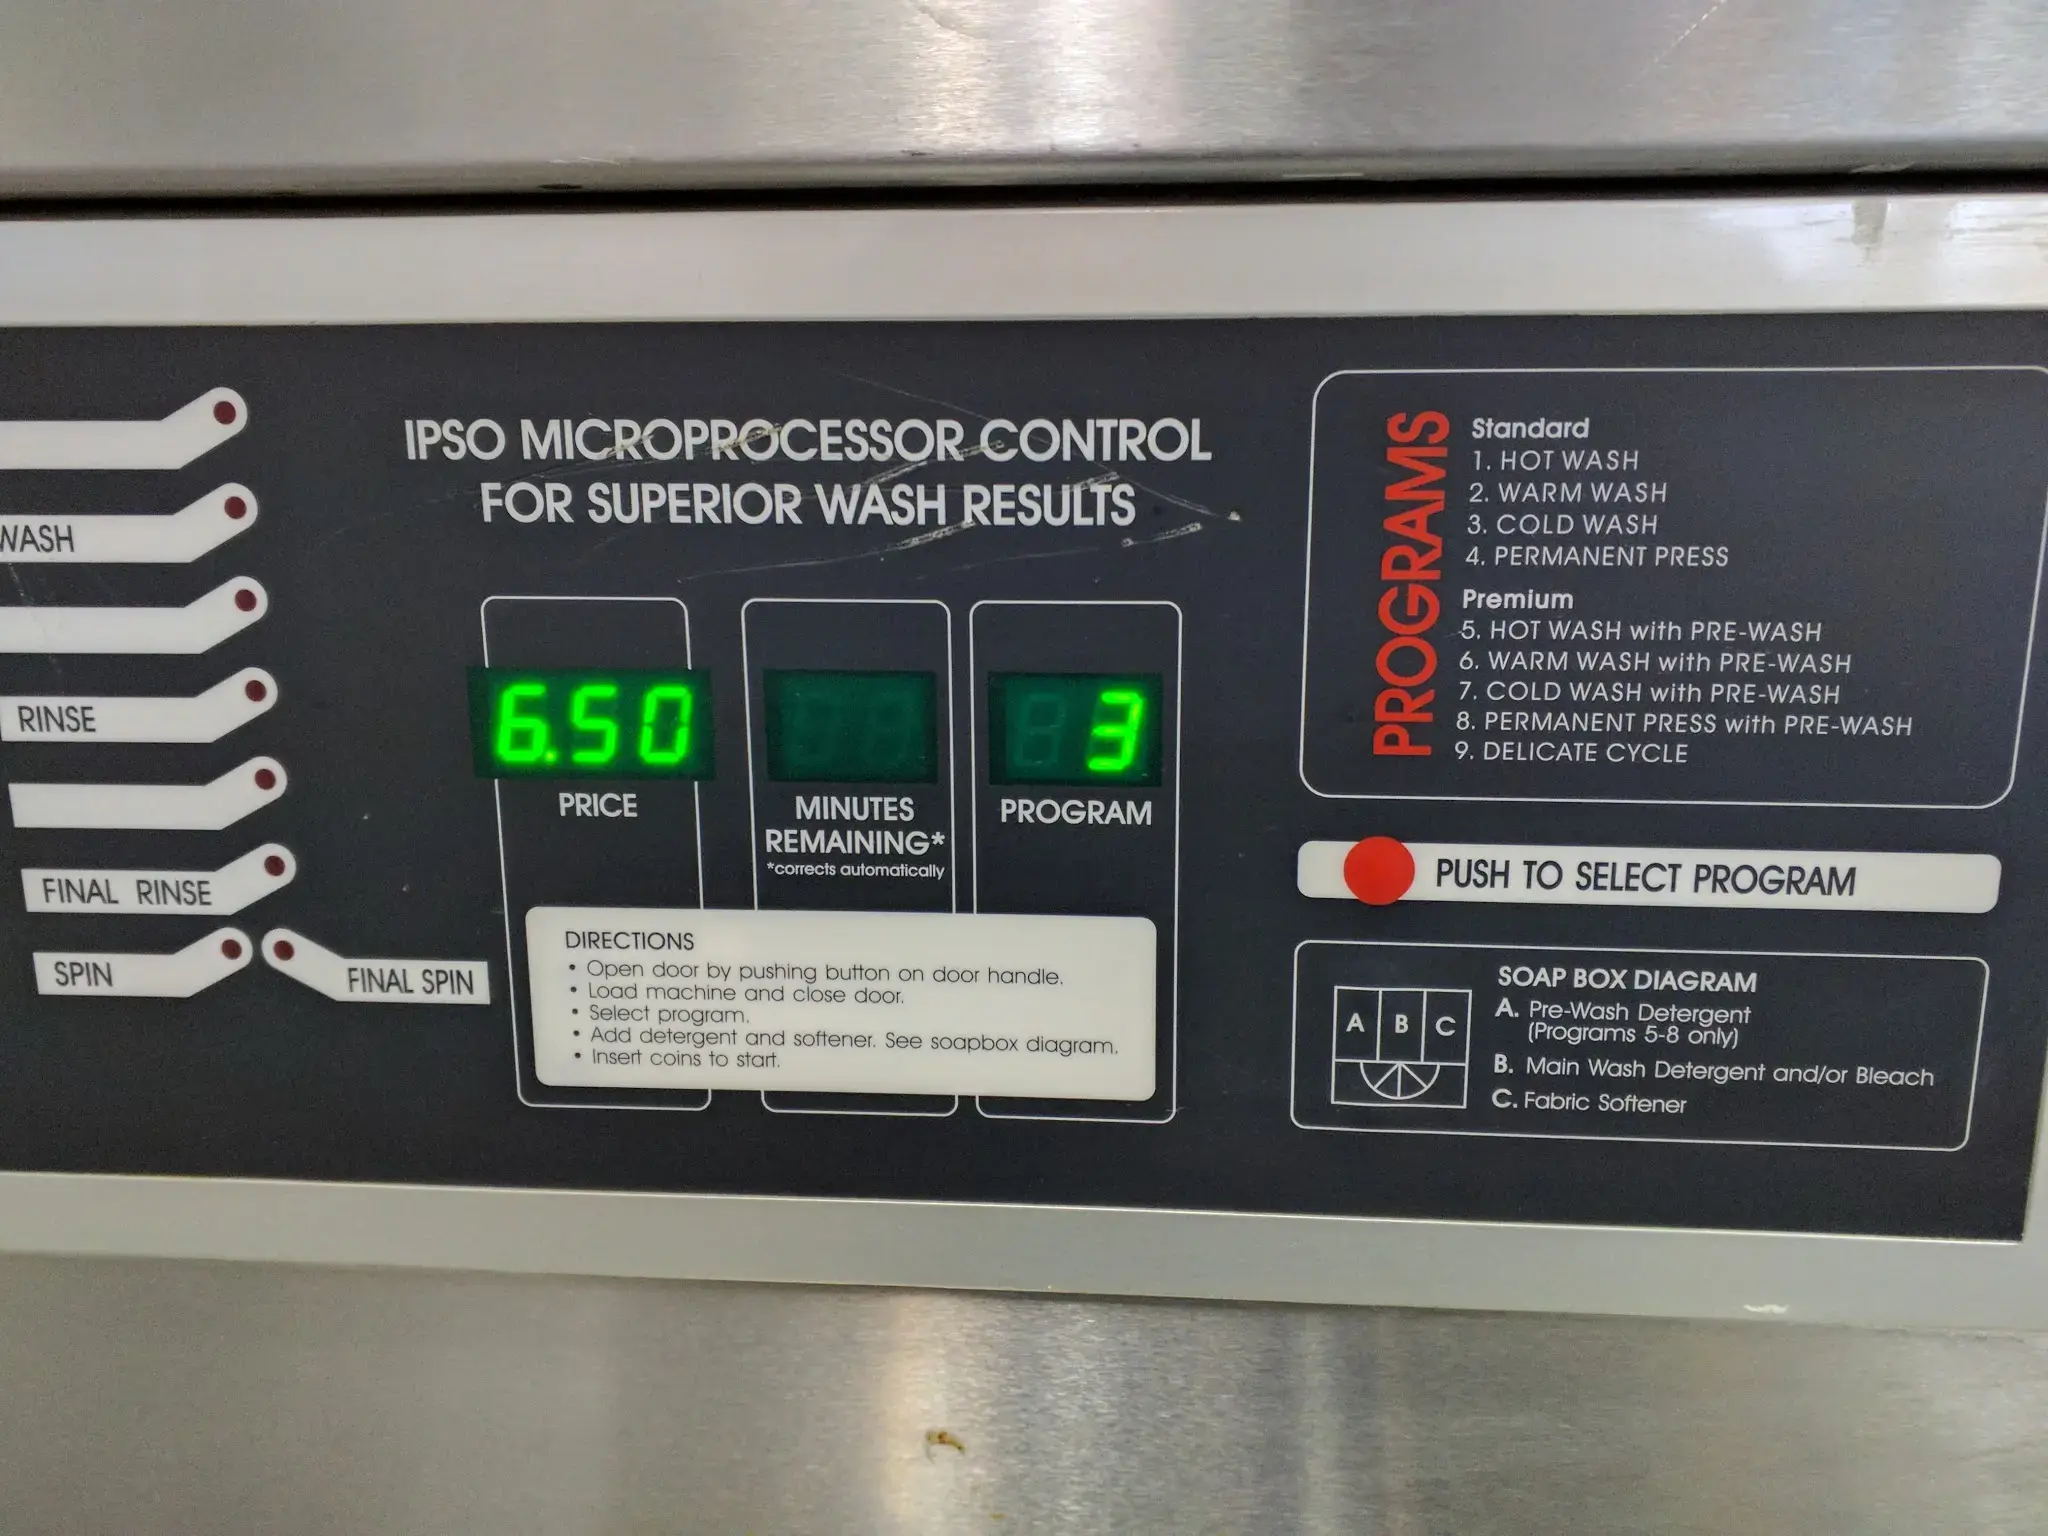 WASH
RINSE
FINAL RINSE
SPIN
FINAL SPIN
IPSO MICROPROCESSOR CONTROL
FOR SUPERIOR WASH RESULTS
6.50
PRICE
MINUTES
REMAINING*
*corrects automatically
3
PROGRAM
DIRECTIONS
• Open door by pushing button on door handle.
• Load machine and close door.
• Select program.
• Add detergent and softener. See soapbox diagram.
• Insert coins to start.
PROGRAMS
Standard
1. HOT WASH
2. WARM WASH
3. COLD WASH
4. PERMANENT PRESS
Premium
5. HOT WASH with PRE-WASH
6. WARM WASH with PRE-WASH
7. COLD WASH with PRE-WASH
8. PERMANENT PRESS with PRE-WASH
9. DELICATE CYCLE
PUSH TO SELECT PROGRAM
A B C
SOAP BOX DIAGRAM
A. Pre-Wash Detergent
(Programs 5-8 only)
B. Main Wash Detergent and/or Bleach
C. Fabric Softener